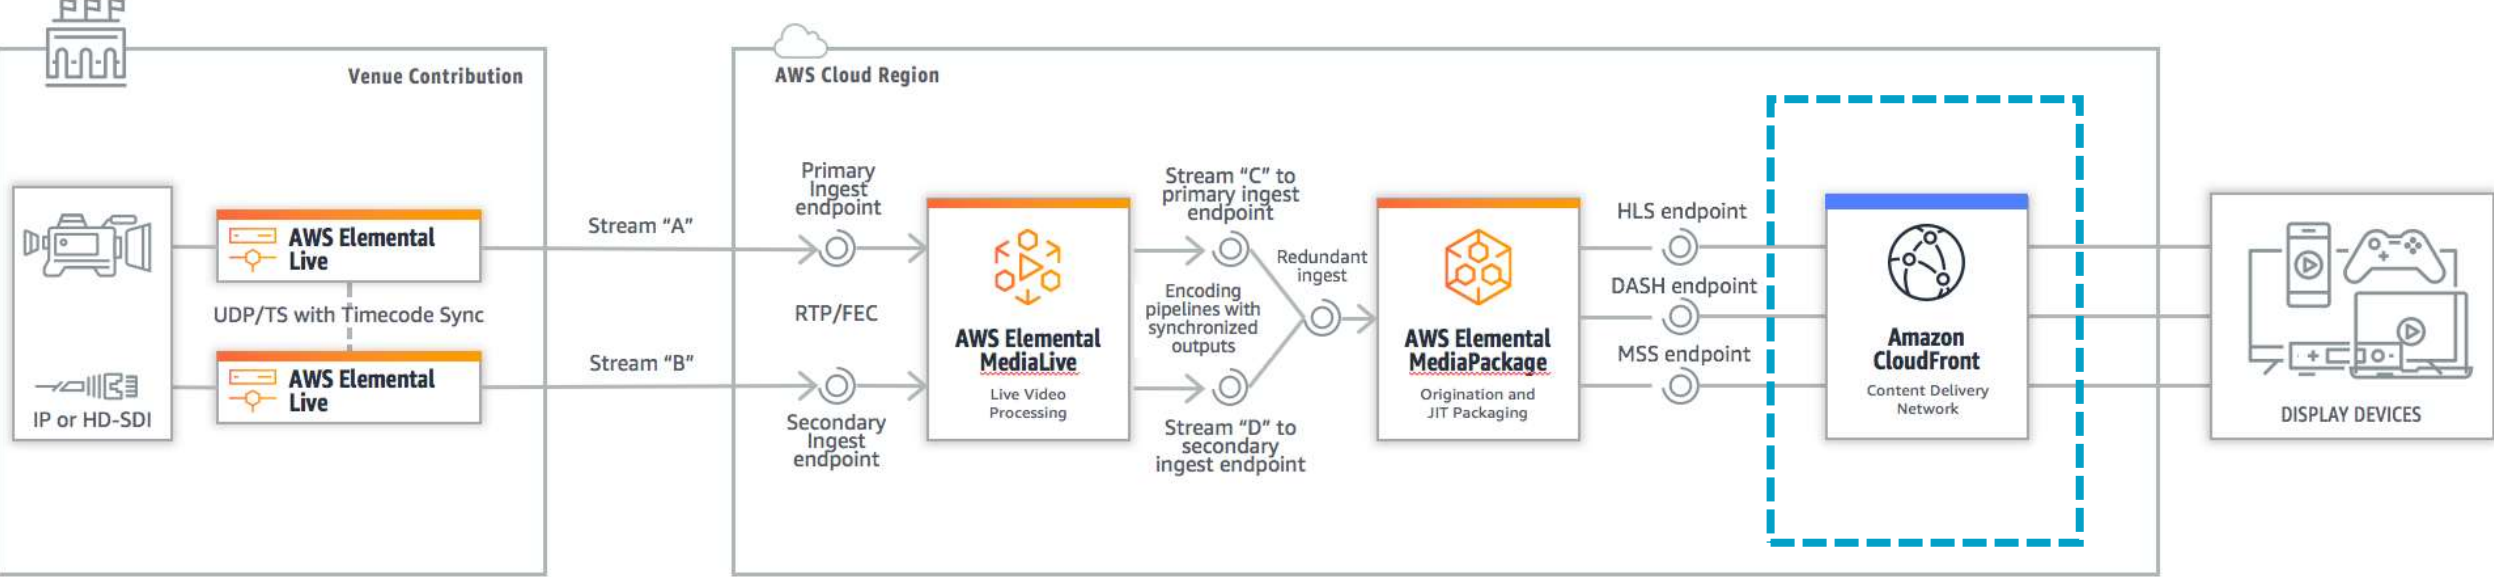 Venue Contribution
AWS Cloud Region
IP or HD-SDI
AWS Elemental
Live
UDP/TS with Timecode Sync
AWS Elemental
Live
Stream “A”
Stream “B”
Primary
Ingest
endpoint
RTP/FEC
Secondary
Ingest
endpoint
AWS Elemental
MediaLive
Live Video
Processing
Stream “C” to
primary ingest
endpoint
Encoding
pipelines with
synchronized
outputs
Stream “D” to
secondary
ingest endpoint
Redundant
ingest
AWS Elemental
MediaPackage
Origination and
JIT Packaging
HLS endpoint
DASH endpoint
MSS endpoint
Amazon
CloudFront
Content Delivery
Network
DISPLAY DEVICES